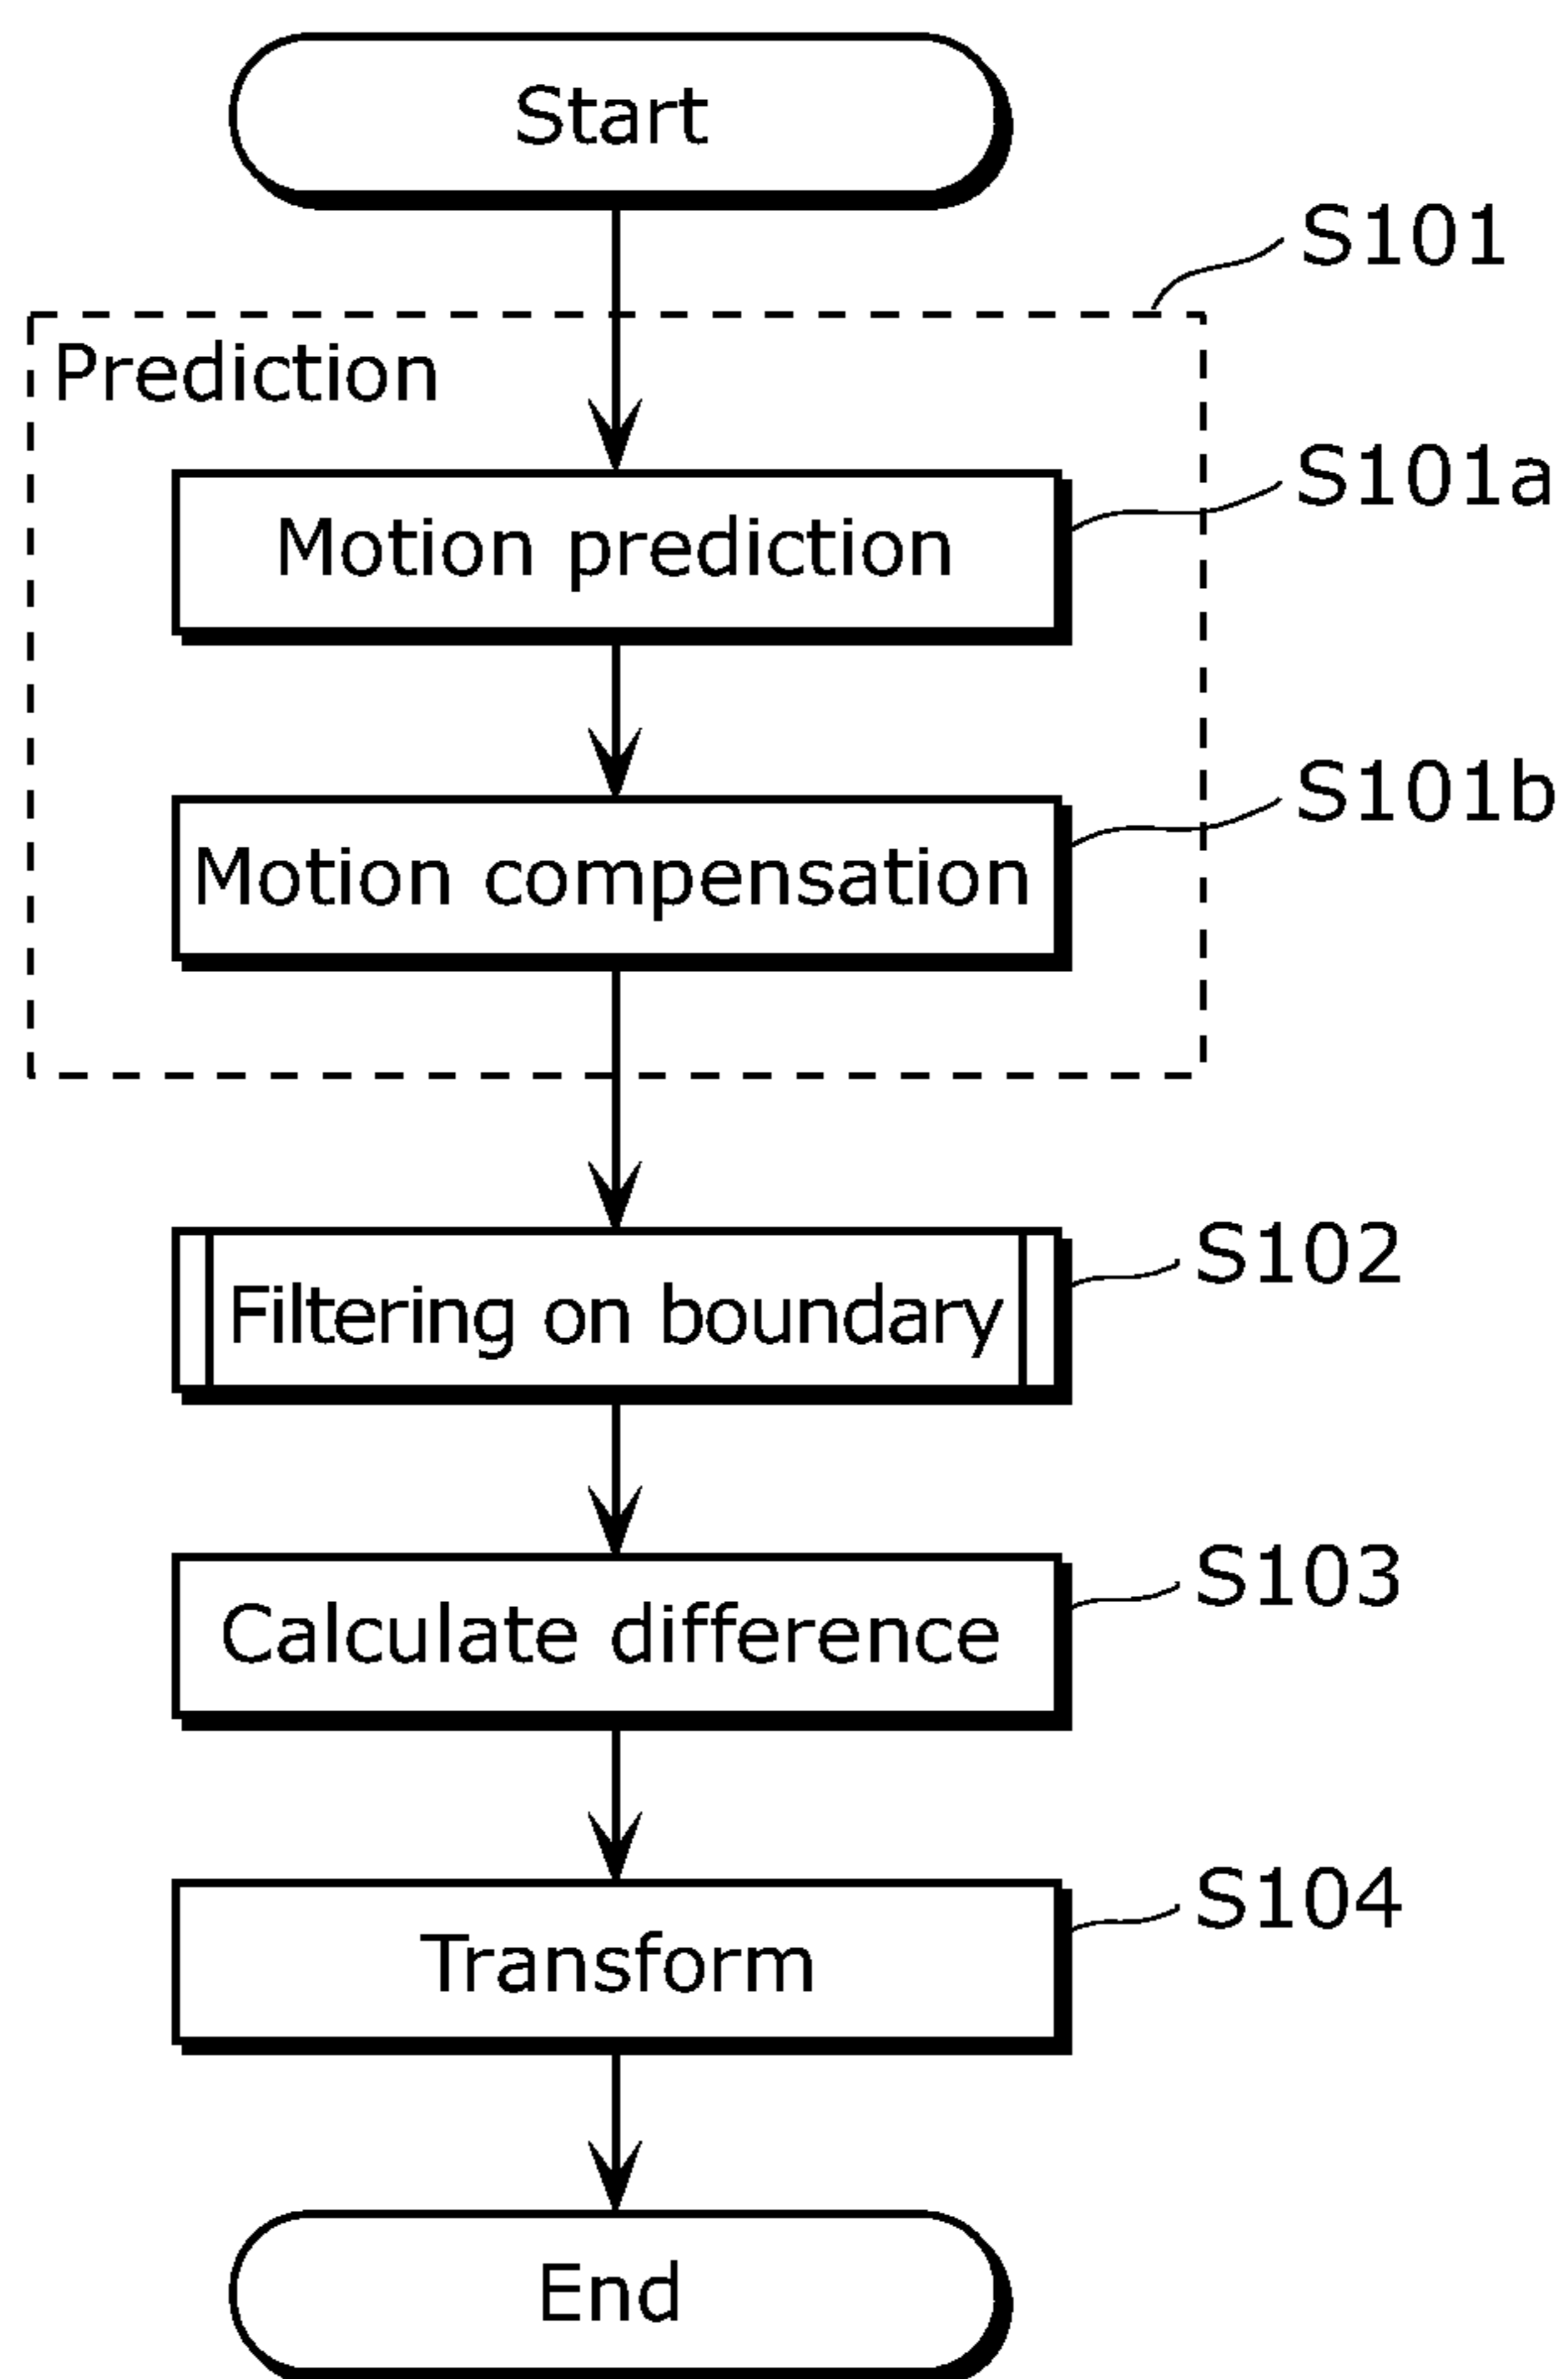 Start
S101
Prediction
S101a
Motion prediction
S101b
Motion compensation
S102
Filtering on boundary
S103
Calculate difference
S104
Transform
End